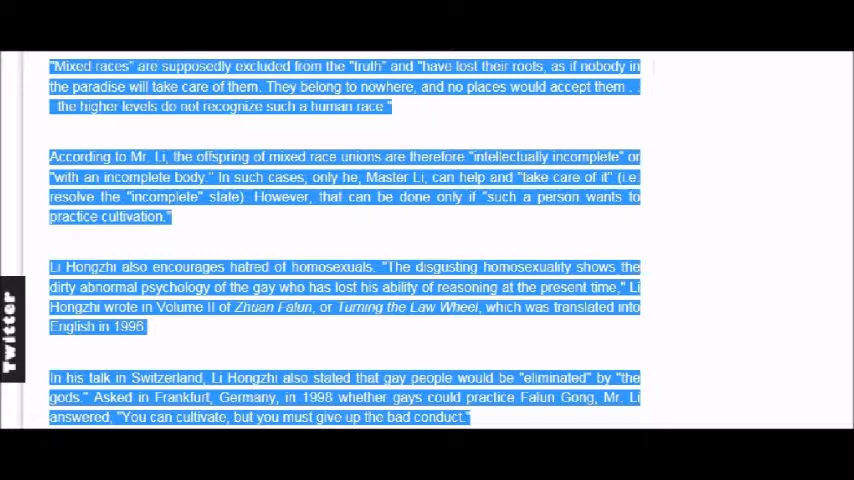 "Mixed races" are supposedly excluded from the "truth" and "have lost their roots, as if nobody in
the paradise will take care of them. They belong to nowhere, and no places would accept them . .
. the higher levels do not recognize such a human race."
According to Mr. Li, the offspring of mixed race unions are therefore "intellectually incomplete" or
"with an incomplete body." In such cases, only he, Master Li, can help and "take care of it" (i.e.
resolve the "incomplete" state). However, that can be done only if "such a person wants to
practice cultivation."
Li Hongzhi also encourages hatred of homosexuals. "The disgusting homosexuality shows the
dirty abnormal psychology of the gay who has lost his ability of reasoning at the present time," Li
Hongzhi wrote in Volume II of Zhuan Falun, or Turning the Law Wheel, which was translated into
English in 1996.
In his talk in Switzerland, Li Hongzhi also stated that gay people would be "eliminated" by "the
gods." Asked in Frankfurt, Germany, in 1998 whether gays could practice Falun Gong, Mr. Li
answered, "You can cultivate, but you must give up the bad conduct."
Twitter